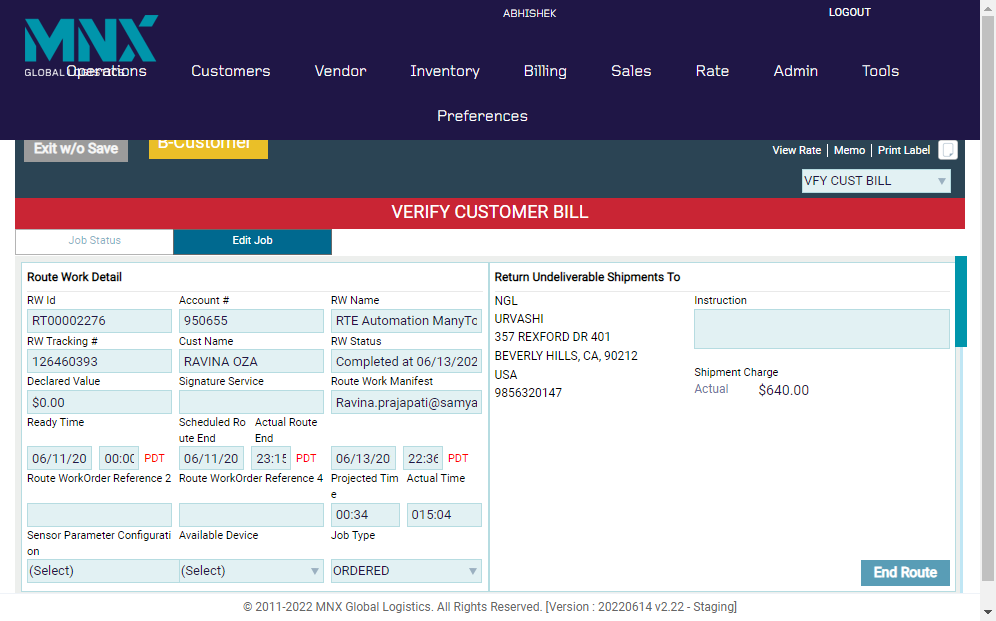 ABHISHEK
LOGOUT
MNX
GLOBAL
Operations Customers Vendor Inventory Billing Sales Rate Admin Tools
Preferences
Exit w/o Save
B-Customer
View Rate | Memo | Print Label
VFY CUST BILL
VERIFY CUSTOMER BILL
Job Status
Edit Job
Route Work Detail
RW Id Account # RW Name
RT00002276 950655 RTE Automation ManyTo
RW Tracking # Cust Name RW Status
126460393 RAVINA OZA Completed at 06/13/202
Declared Value Signature Service Route Work Manifest
$0.00 Ravina.prajapati@samya
Ready Time Scheduled Ro Actual Route
ute End End
06/11/20 00:00 PDT 06/11/20 23:15 PDT 06/13/20 22:36 PDT
Route WorkOrder Reference 2 Route WorkOrder Reference 4 Projected Tim Actual Time
e
00:34 015:04
Sensor Parameter Configurati Available Device Job Type
on
(Select) (Select) ORDERED
Return Undeliverable Shipments To
NGL
URVASHI
357 REXFORD DR 401
BEVERLY HILLS, CA, 90212
USA
9856320147
Instruction
Shipment Charge
Actual $640.00
End Route
© 2011-2022 MNX Global Logistics. All Rights Reserved. [Version : 20220614 v2.22 - Staging]